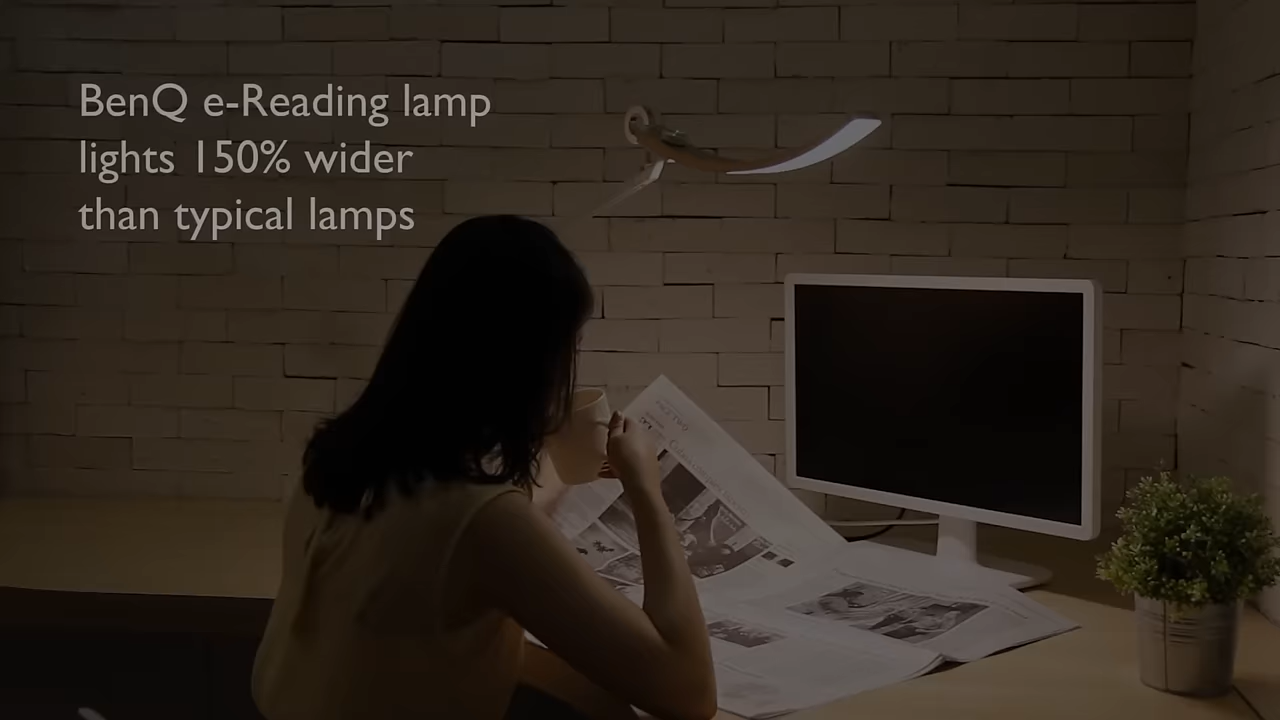 BenQ e-Reading lamp
lights 150% wider
than typical lamps